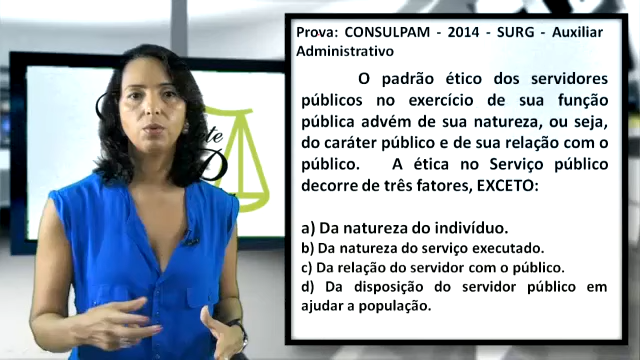 Prova: CONSULPAM - 2014 - SURG - Auxiliar
Administrativo
O padrão ético dos servidores
públicos no exercício de sua função
pública advém de sua natureza, ou seja,
do caráter público e de sua relação com o
público. A ética no Serviço público
decorre de três fatores, EXCETO:
a) Da natureza do indivíduo.
b) Da natureza do serviço executado.
c) Da relação do servidor com o público.
d) Da disposição do servidor público em
ajudar a população.